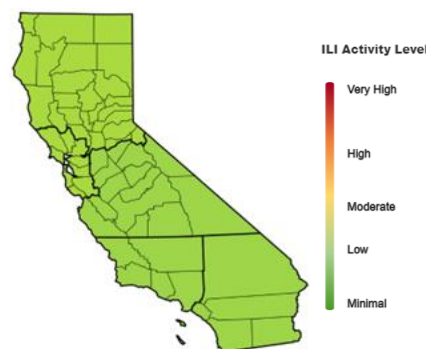 ILI Activity Level
Very High
High
Moderate
Low
Minimal